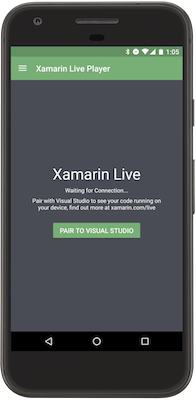 1:05
Xamarin Live Player
Xamarin Live
Waiting for Connection...
Pair with Visual Studio to see your code running on
your device, find out more at xamarin.com/live
PAIR TO VISUAL STUDIO